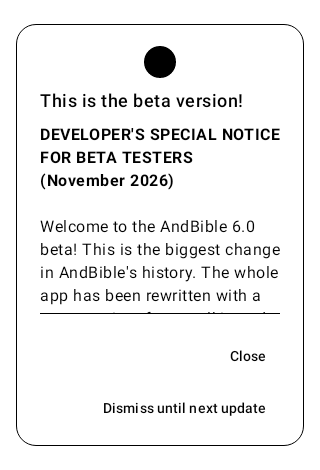 This is the beta version!
DEVELOPER'S SPECIAL NOTICE
FOR BETA TESTERS
(November 2026)
Welcome to the AndBible 6.0
beta! This is the biggest change
in AndBible's history. The whole
app has been rewritten with a
Close
Dismiss until next update